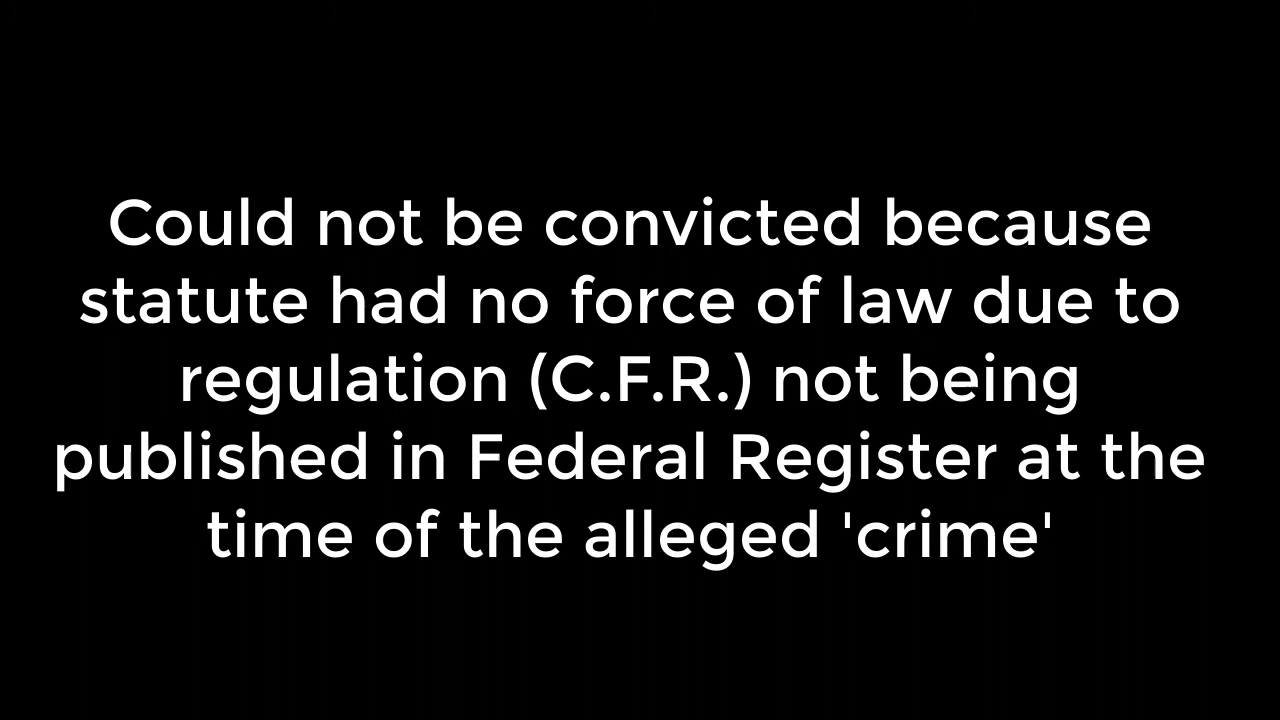 Could not be convicted because
statute had no force of law due to
regulation (C.F.R.) not being
published in Federal Register at the
time of the alleged 'crime'